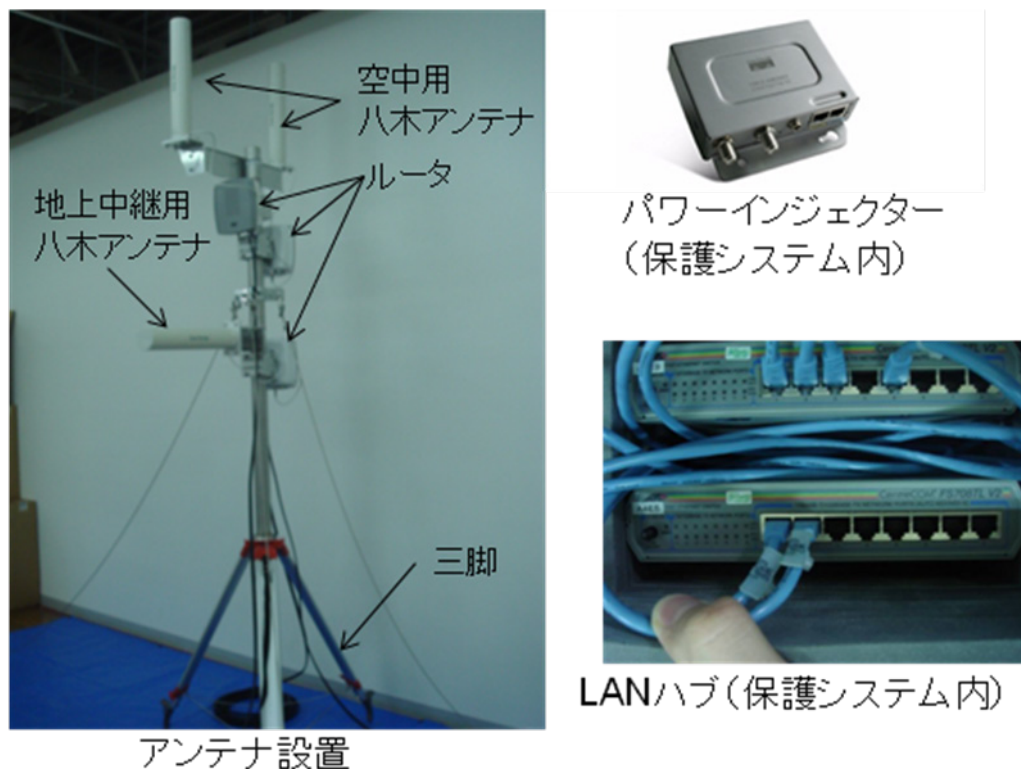 空中用
八木アンテナ
ルータ
地上中継用
八木アンテナ
三脚
アンテナ設置
パワーインジェクター
(保護システム内)
CentreCOM FS708TL V2
LANハブ(保護システム内)